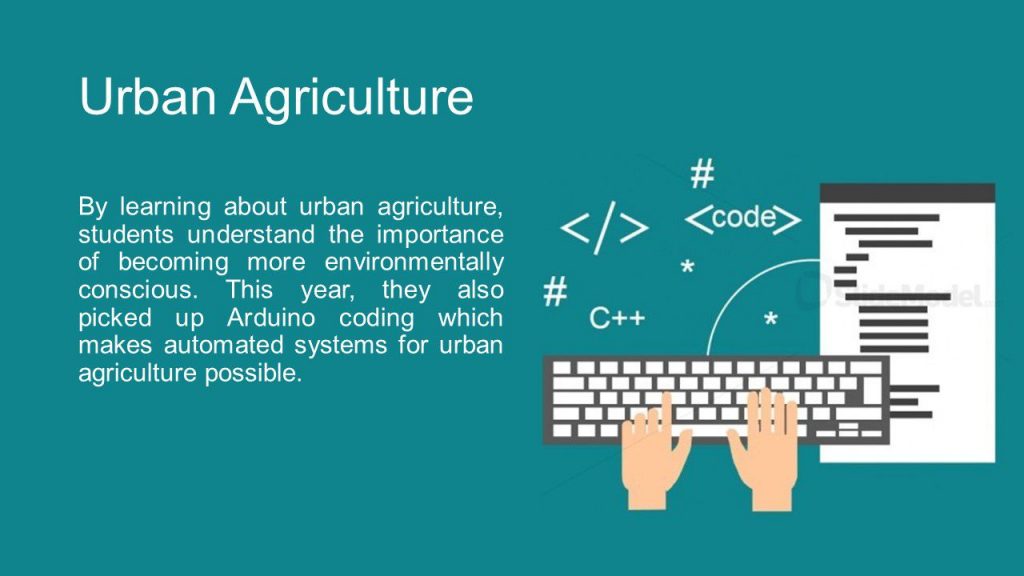 Urban Agriculture
By learning about urban agriculture,
students understand the importance
of becoming more environmentally
conscious. This year, they also
picked up Arduino coding which
makes automated systems for urban
agriculture possible.
#
</> <code>
*
#
C++ *
SlideModel